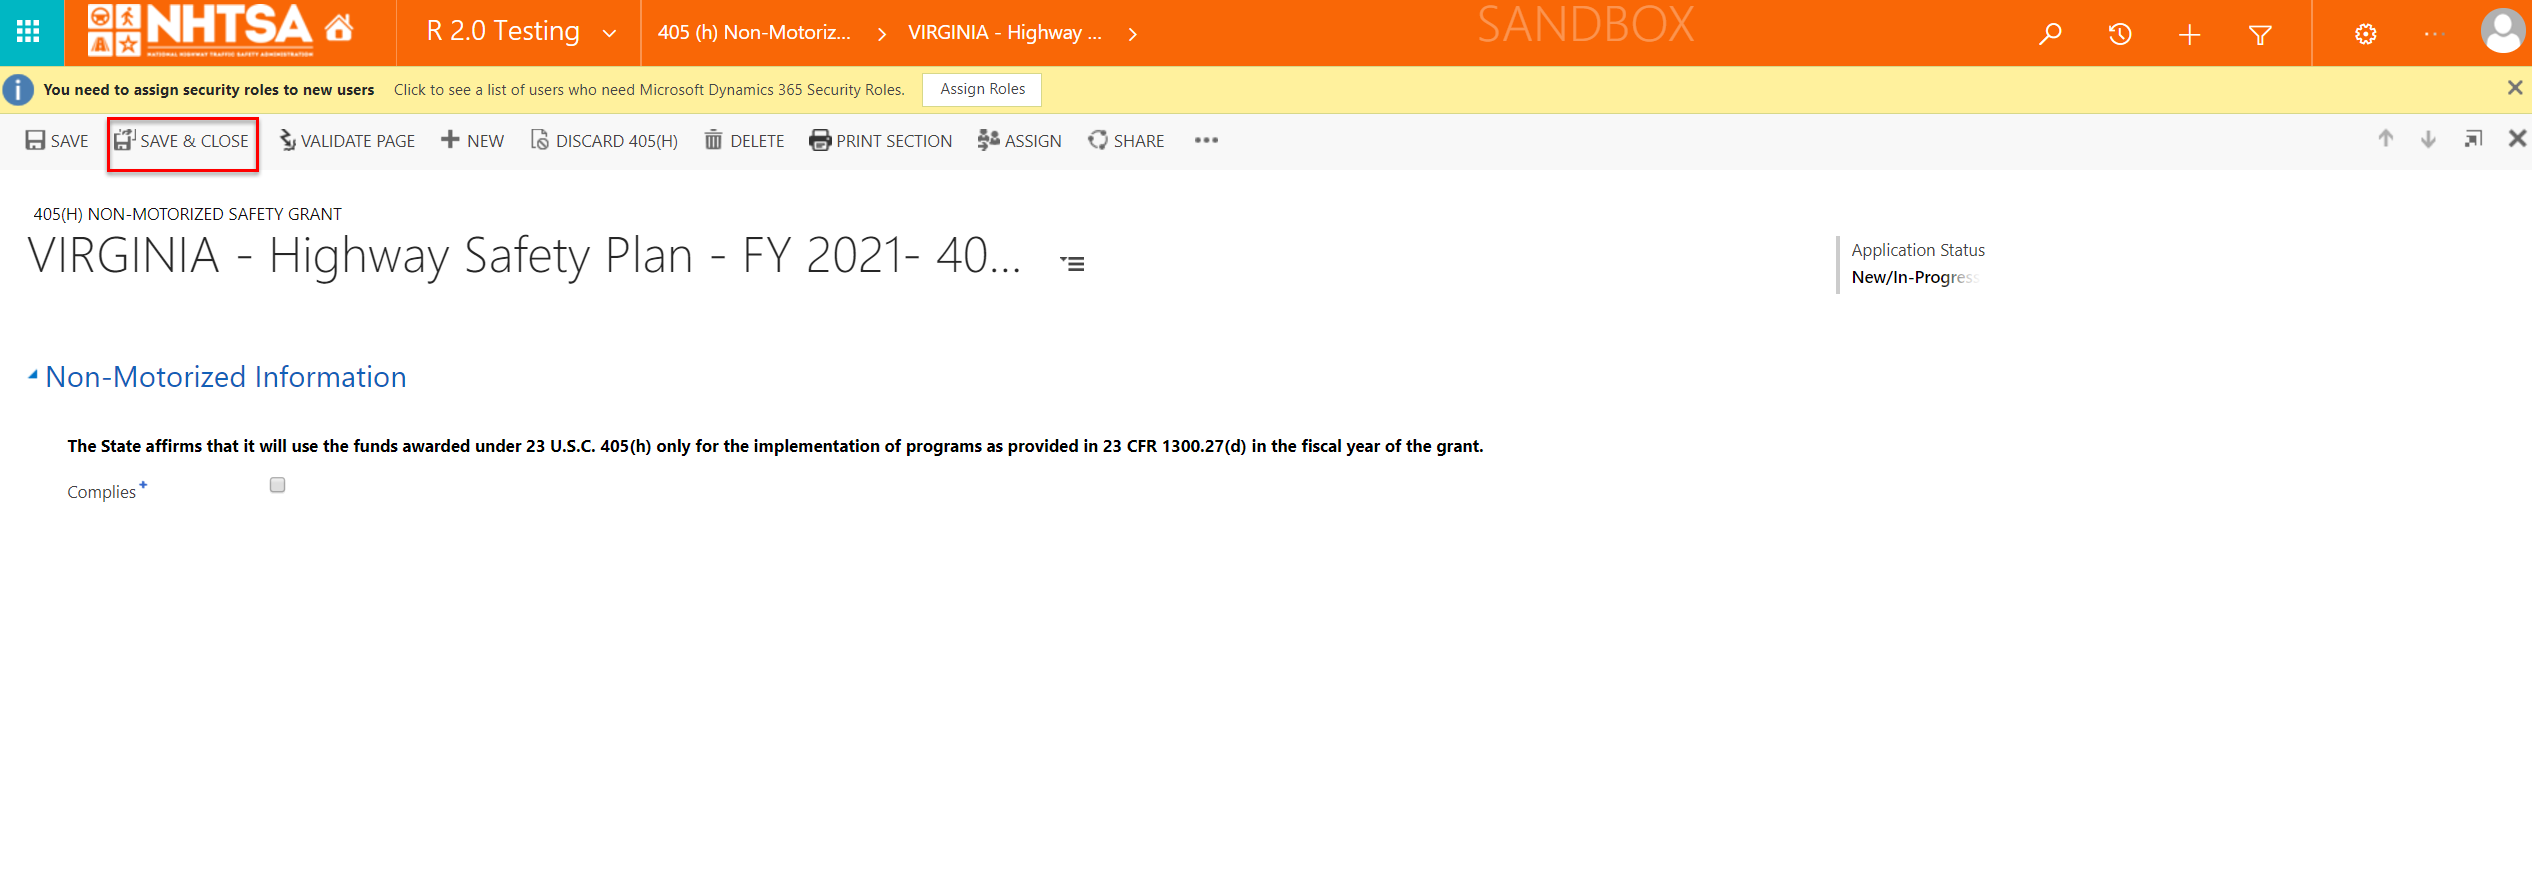 NHTSA
NATIONAL HIGHWAY TRAFFIC SAFETY ADMINISTRATION
R 2.0 Testing
405 (h) Non-Motoriz...
VIRGINIA - Highway ...
SANDBOX
You need to assign security roles to new users Click to see a list of users who need Microsoft Dynamics 365 Security Roles. Assign Roles
SAVE SAVE & CLOSE VALIDATE PAGE NEW DISCARD 405(H) DELETE PRINT SECTION ASSIGN SHARE
405(H) NON-MOTORIZED SAFETY GRANT
VIRGINIA - Highway Safety Plan - FY 2021- 40...
Application Status
New/In-Progress
Non-Motorized Information
The State affirms that it will use the funds awarded under 23 U.S.C. 405(h) only for the implementation of programs as provided in 23 CFR 1300.27(d) in the fiscal year of the grant.
Complies+